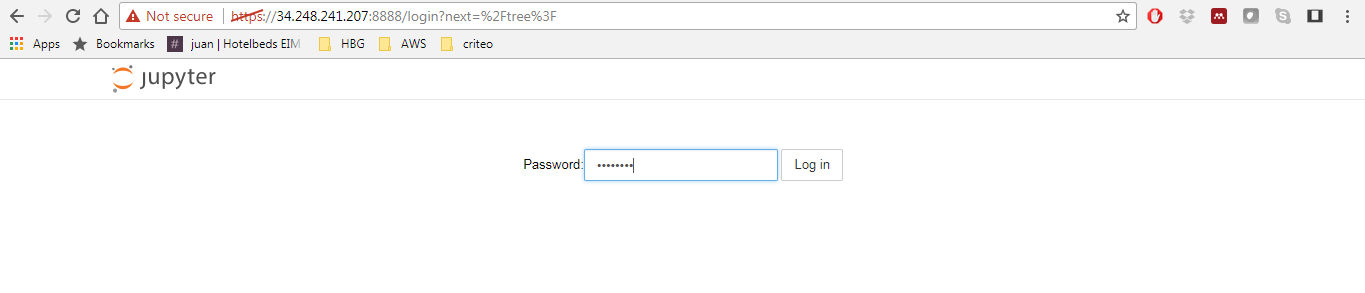 Not secure https://34.248.241.207:8888/login?next=%2Ftree%3F
Apps Bookmarks # juan | Hotelbeds EIM HBG AWS criteo
jupyter
Password: •••••••• Log in